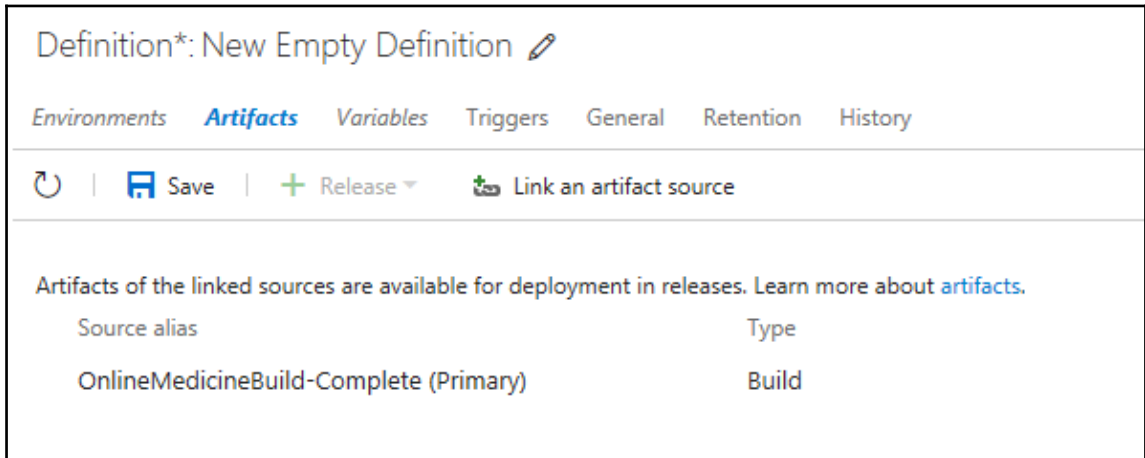 Definition*: New Empty Definition
Environments Artifacts Variables Triggers General Retention History
Save + Release Link an artifact source
Artifacts of the linked sources are available for deployment in releases. Learn more about artifacts.
Source alias Type
OnlineMedicineBuild-Complete (Primary) Build